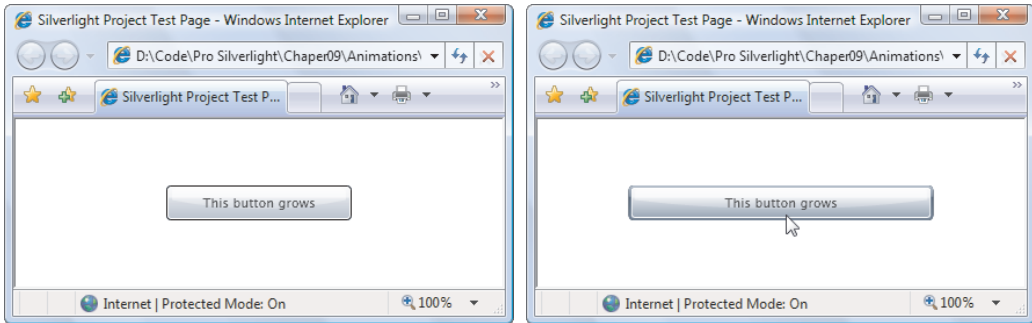 Silverlight Project Test Page - Windows Internet Explorer
D:\Code\Pro Silverlight\Chaper09\Animations\
Silverlight Project Test P...
This button grows
Internet | Protected Mode: On
100%
Silverlight Project Test Page - Windows Internet Explorer
D:\Code\Pro Silverlight\Chaper09\Animations\
Silverlight Project Test P...
This button grows
Internet | Protected Mode: On
100%